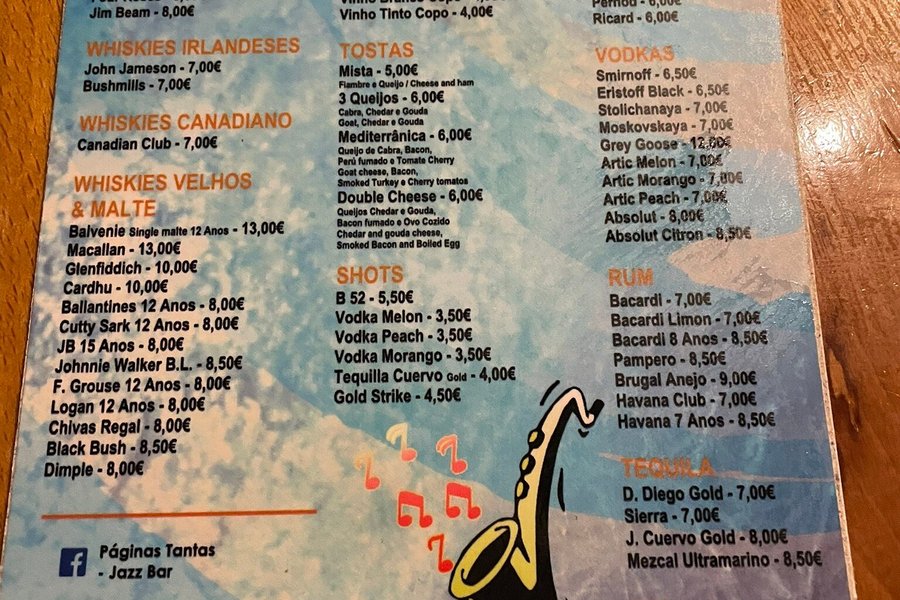 Jim Beam - 8,00€
WHISKIES IRLANDESES
John Jameson - 7,00€
Bushmills - 7,00€
WHISKIES CANADIANO
Canadian Club - 7,00€
WHISKIES VELHOS
& MALTE
Balvenie Single malte 12 Anos - 13,00€
Macallan - 13,00€
Glenfiddich - 10,00€
Cardhu - 10,00€
Ballantines 12 Anos - 8,00€
Cutty Sark 12 Anos - 8,00€
JB 15 Anos - 8,00€
Johnnie Walker B.L. - 8,50€
F. Grouse 12 Anos - 8,00€
Logan 12 Anos - 8,00€
Chivas Regal - 8,00€
Black Bush - 8,50€
Dimple - 8,00€
Páginas Tantas
- Jazz Bar
Vinho Tinto Copo - 4,00€
TOSTAS
Mista - 5,00€
Fiambre e Queijo / Cheese and ham
3 Queijos - 6,00€
Cabra, Chedar e Gouda
Goat, Chedar e Gouda
Mediterrânica - 6,00€
Queijo de Cabra, Bacon,
Perú fumado e Tomate Cherry
Goat cheese, Bacon,
Smoked Turkey e Cherry tomatos
Double Cheese - 6,00€
Queijos Chedar e Gouda,
Bacon fumado e Ovo Cozido
Chedar and gouda cheese,
Smoked Bacon and Boiled Egg
SHOTS
B 52 - 5,50€
Vodka Melon - 3,50€
Vodka Peach - 3,50€
Vodka Morango - 3,50€
Tequilla Cuervo Gold - 4,00€
Gold Strike - 4,50€
Pernod - 6,00€
Ricard - 6,00€
VODKAS
Smirnoff - 6,50€
Eristoff Black - 6,50€
Stolichanaya - 7,00€
Moskovskaya - 7,00€
Grey Goose - 12,00€
Artic Melon - 7,00€
Artic Morango - 7,00€
Artic Peach - 7,00€
Absolut - 8,00€
Absolut Citron - 8,50€
RUM
Bacardi - 7,00€
Bacardi Limon - 7,00€
Bacardi 8 Anos - 8,50€
Pampero - 8,50€
Brugal Anejo - 9,00€
Havana Club - 7,00€
Havana 7 Anos - 8,50€
TEQUILA
D. Diego Gold - 7,00€
Sierra - 7,00€
J. Cuervo Gold - 8,00€
Mezcal Ultramarino - 8,50€